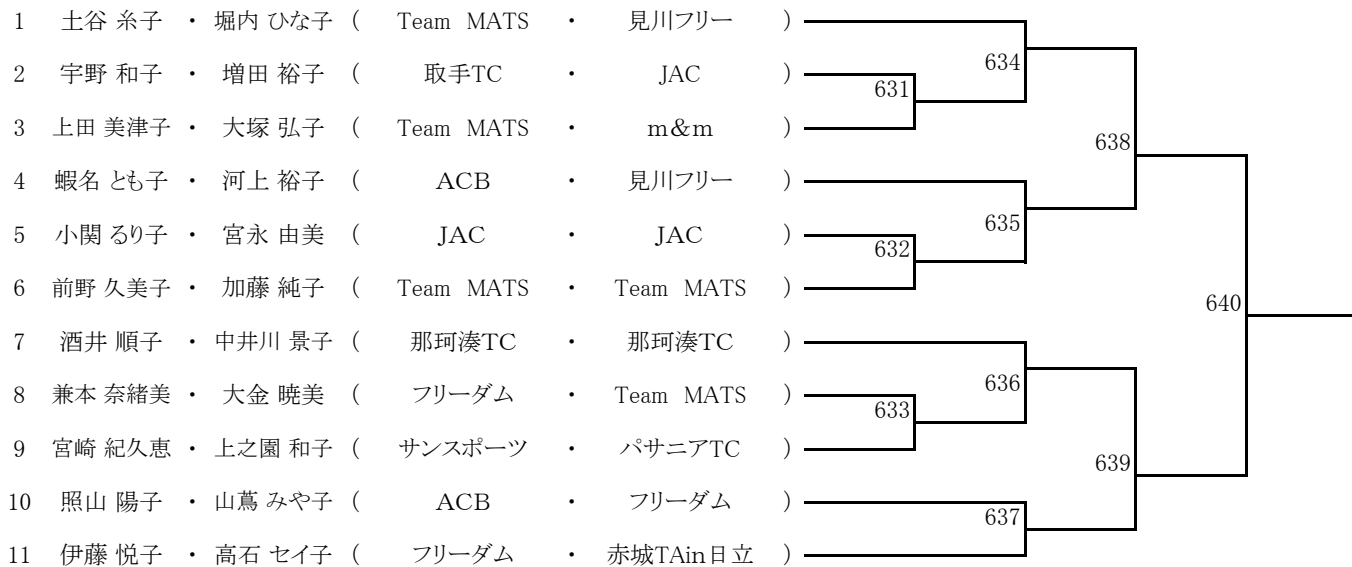 1 土谷 糸子 ・ 堀内 ひな子 ( Team MATS ・ 見川フリー )
634
2 宇野 和子 ・ 増田 裕子 ( 取手TC ・ JAC )
631
3 上田 美津子 ・ 大塚 弘子 ( Team MATS ・ m&m )
638
4 蝦名 とも子 ・ 河上 裕子 ( ACB ・ 見川フリー )
635
5 小関 るり子 ・ 宮永 由美 ( JAC ・ JAC )
632
6 前野 久美子 ・ 加藤 純子 ( Team MATS ・ Team MATS )
640
7 酒井 順子 ・ 中井川 景子 ( 那珂湊TC ・ 那珂湊TC )
636
8 兼本 奈緒美 ・ 大金 暁美 ( フリーダム ・ Team MATS )
633
9 宮崎 紀久恵 ・ 上之園 和子 ( サンスポーツ ・ パサニアTC )
639
10 照山 陽子 ・ 山蔦 みや子 ( ACB ・ フリーダム )
637
11 伊藤 悦子 ・ 高石 セイ子 ( フリーダム ・ 赤城TAin日立 )